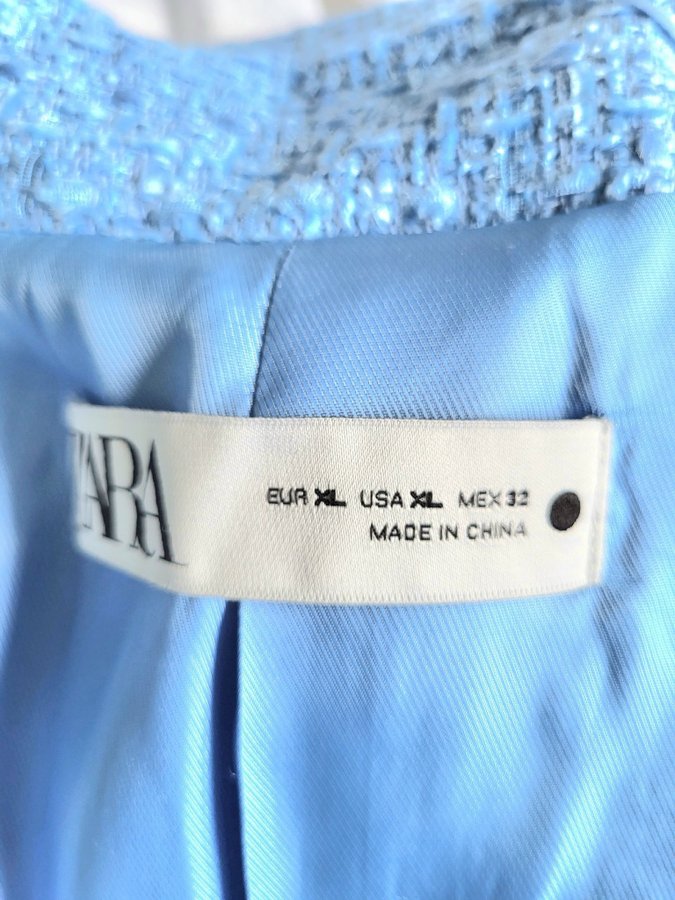 ZARA
EUR XL USA XL MEX 32
MADE IN CHINA